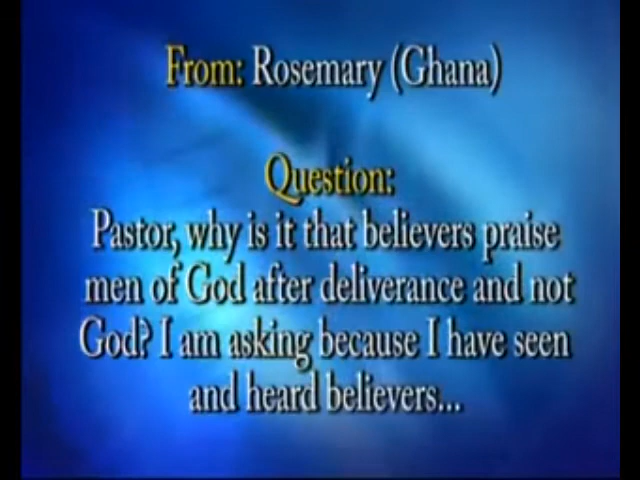 From: Rosemary (Ghana)
Question:
Pastor, why is it that believers praise
men of God after deliverance and not
God? I am asking because I have seen
and heard believers...